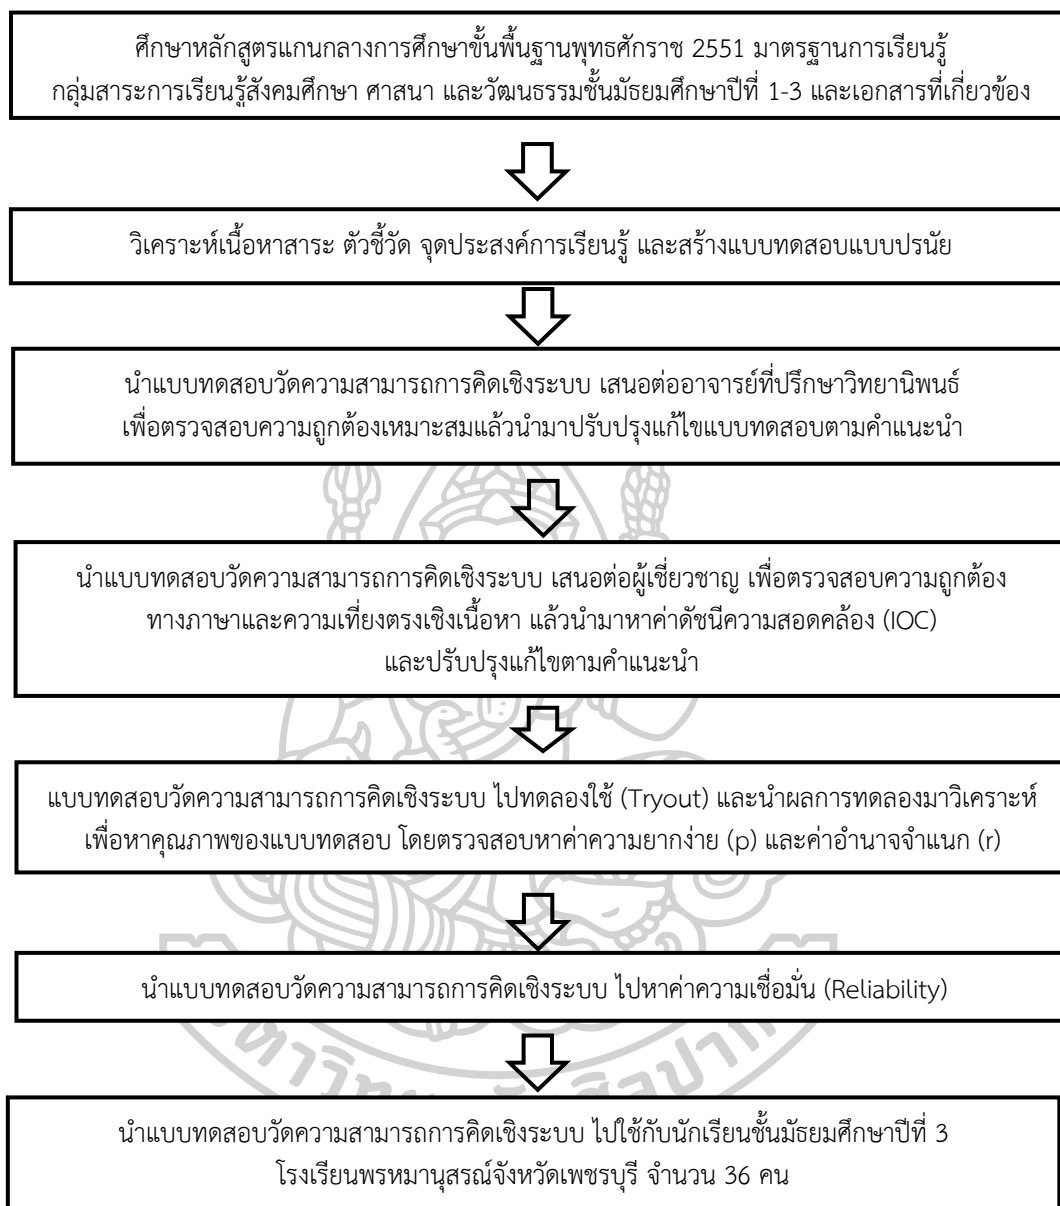 ศึกษาหลักสูตรแกนกลางการศึกษาขั้นพื้นฐานพุทธศักราช 2551 มาตรฐานการเรียนรู้
กลุ่มสาระการเรียนรู้สังคมศึกษา ศาสนา และวัฒนธรรมชั้นมัธยมศึกษาปีที่ 1-3 และเอกสารที่เกี่ยวข้อง
วิเคราะห์เนื้อหาสาระ ตัวชี้วัด จุดประสงค์การเรียนรู้ และสร้างแบบทดสอบแบบปรนัย
นำแบบทดสอบวัดความสามารถการคิดเชิงระบบ เสนอต่ออาจารย์ที่ปรึกษาวิทยานิพนธ์
เพื่อตรวจสอบความถูกต้องเหมาะสมแล้วนำมาปรับปรุงแก้ไขแบบทดสอบตามคำแนะนำ
นำแบบทดสอบวัดความสามารถการคิดเชิงระบบ เสนอต่อผู้เชี่ยวชาญ เพื่อตรวจสอบความถูกต้อง
ทางภาษาและความเที่ยงตรงเชิงเนื้อหา แล้วนำมาหาค่าดัชนีความสอดคล้อง (IOC)
และปรับปรุงแก้ไขตามคำแนะนำ
แบบทดสอบวัดความสามารถการคิดเชิงระบบ ไปทดลองใช้ (Tryout) และนำผลการทดลองมาวิเคราะห์
เพื่อหาคุณภาพของแบบทดสอบ โดยตรวจสอบหาค่าความยากง่าย (p) และค่าอำนาจจำแนก (r)
นำแบบทดสอบวัดความสามารถการคิดเชิงระบบ ไปหาค่าความเชื่อมั่น (Reliability)
นำแบบทดสอบวัดความสามารถการคิดเชิงระบบ ไปใช้กับนักเรียนชั้นมัธยมศึกษาปีที่ 3
โรงเรียนพรหมานุสรณ์จังหวัดเพชรบุรี จำนวน 36 คน